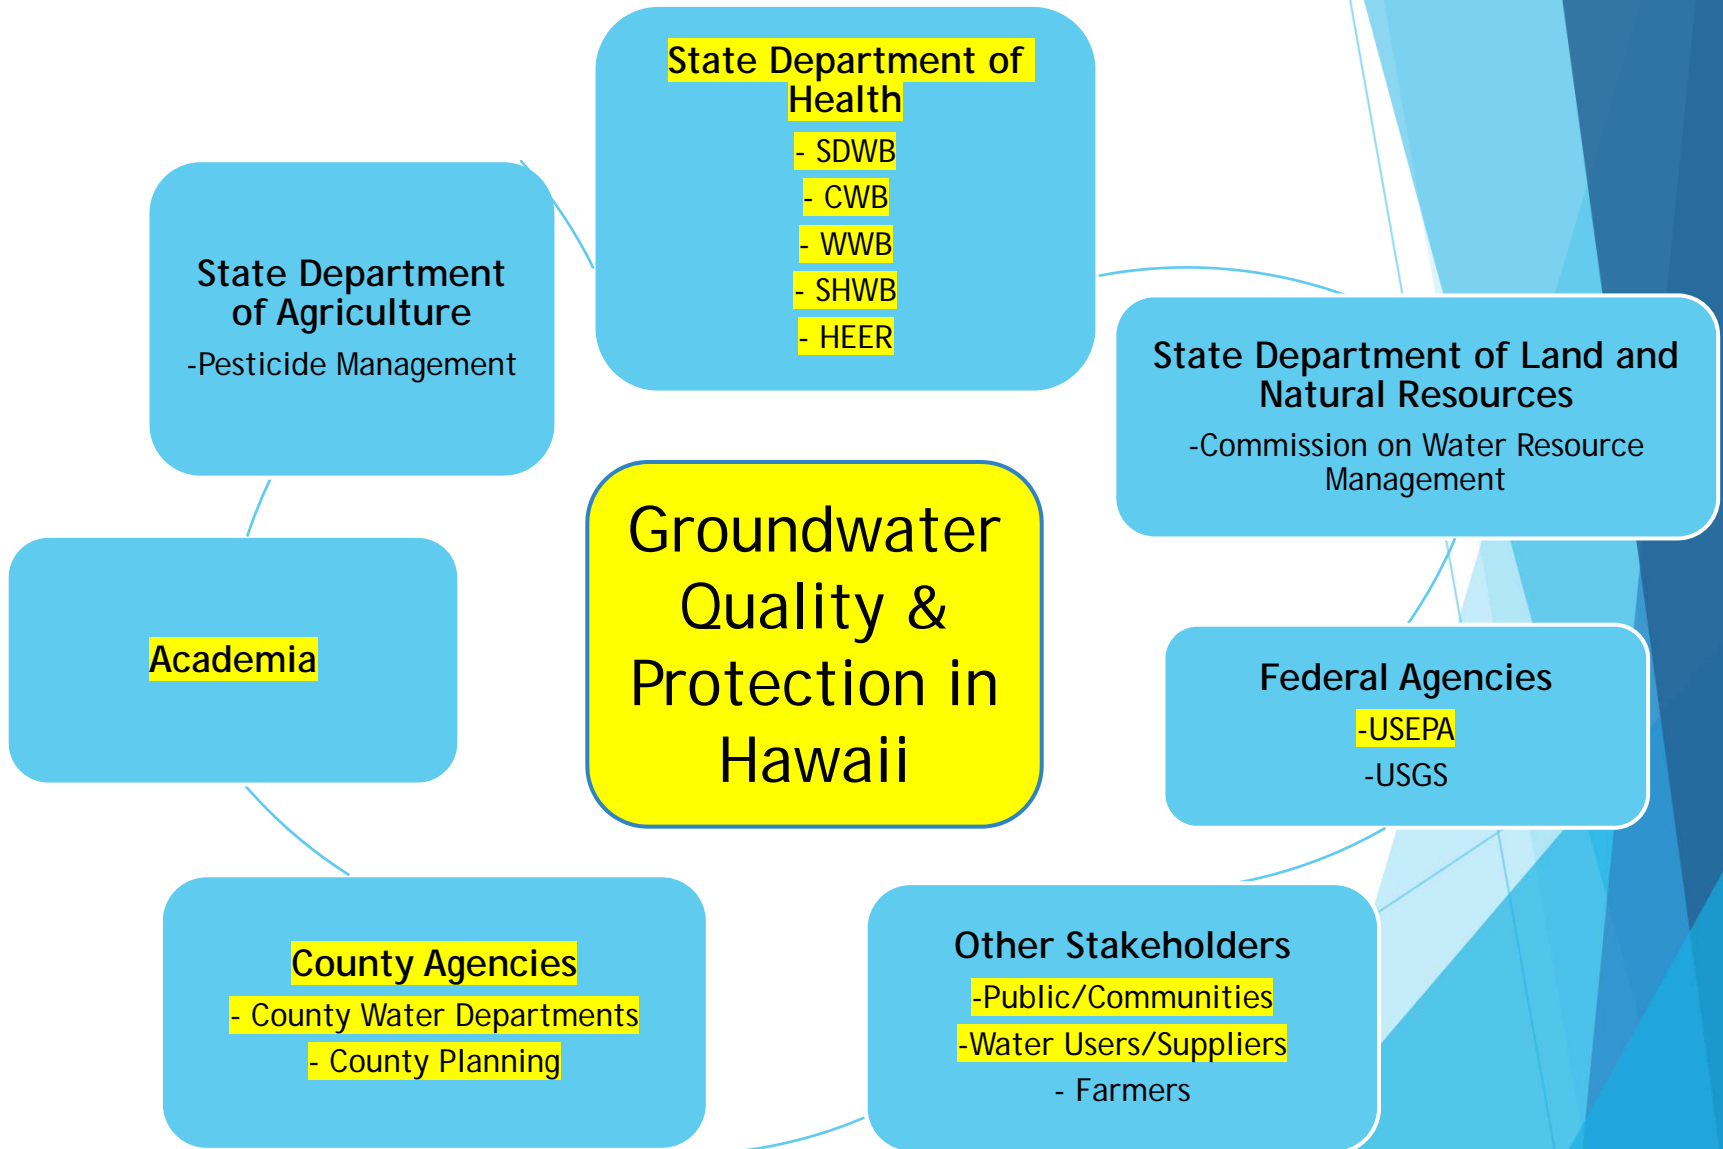 State Department of
Health
- SDWB
- CWB
- WWB
- SHWB
- HEER
State Department
of Agriculture
-Pesticide Management
State Department of Land and
Natural Resources
-Commission on Water Resource
Management
Groundwater
Quality &
Protection in
Hawaii
Academia
Federal Agencies
-USEPA
-USGS
County Agencies
- County Water Departments
- County Planning
Other Stakeholders
-Public/Communities
-Water Users/Suppliers
- Farmers